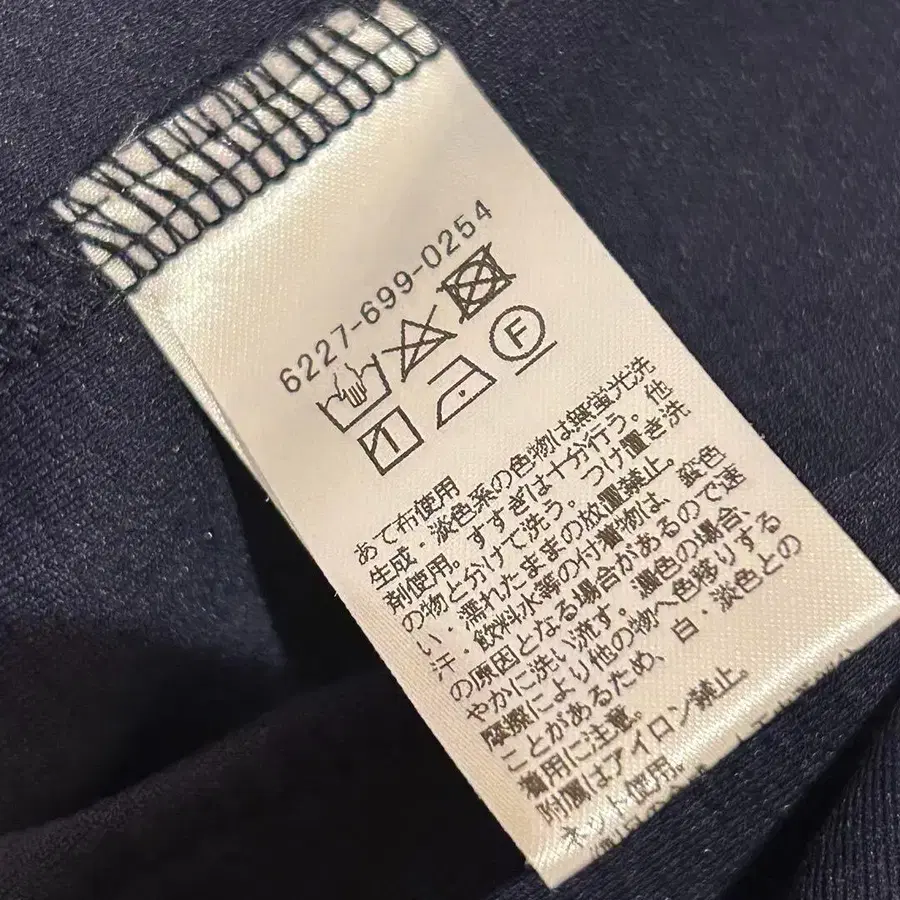 6227-699-0254
F
あて布使用
生成・淡色系の色物は無蛍光洗
剤使用。すすぎは十分行う。他
の物と分けて洗う。つけ置き洗
い・濡れたままの放置禁止。
汗・飲料水等の付着物は、変色
の原因となる場合があるので速
やかに洗い流す。濃色の場合、
摩擦により他の物へ色移りする
ことがあるため、白・淡色との
着用に注意。
附属はアイロン禁止。
ネット使用。